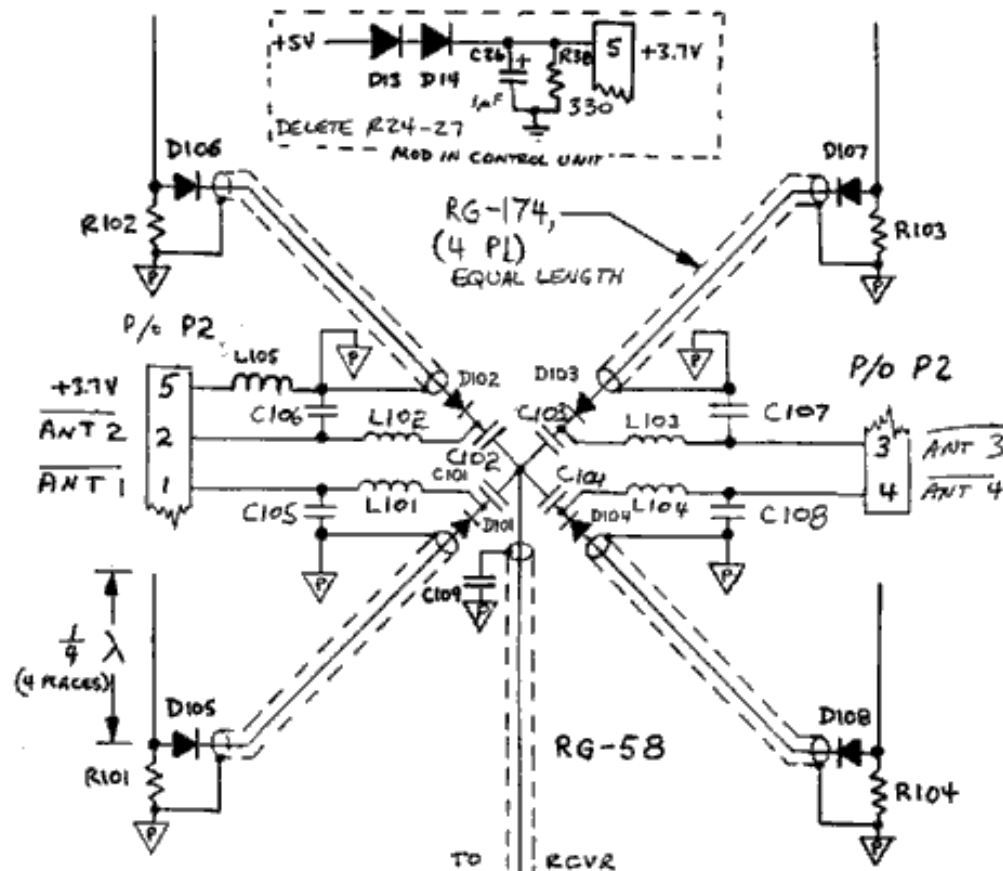 +5V
D13 D14
C26
+
1µF
R38
330
5
+3.7V
DELETE R24-27
MOD IN CONTROL UNIT
D106
R102
P
D107
R103
P
RG-174,
(4 PL)
EQUAL LENGTH
P/O P2
L105
P
+3.7V 5
ANT 2 2
ANT 1 1
C106
L102
D102
C102
C101
L101
C105
D101
P
D103
C103
P
L103
C107
P/O P2
3 ANT 3
4 ANT 4
C104
L104
D104
C108
P
C109
P
1/4 λ
(4 PLACES)
D105
R101
P
RG-58
D108
R104
P
TO RCVR